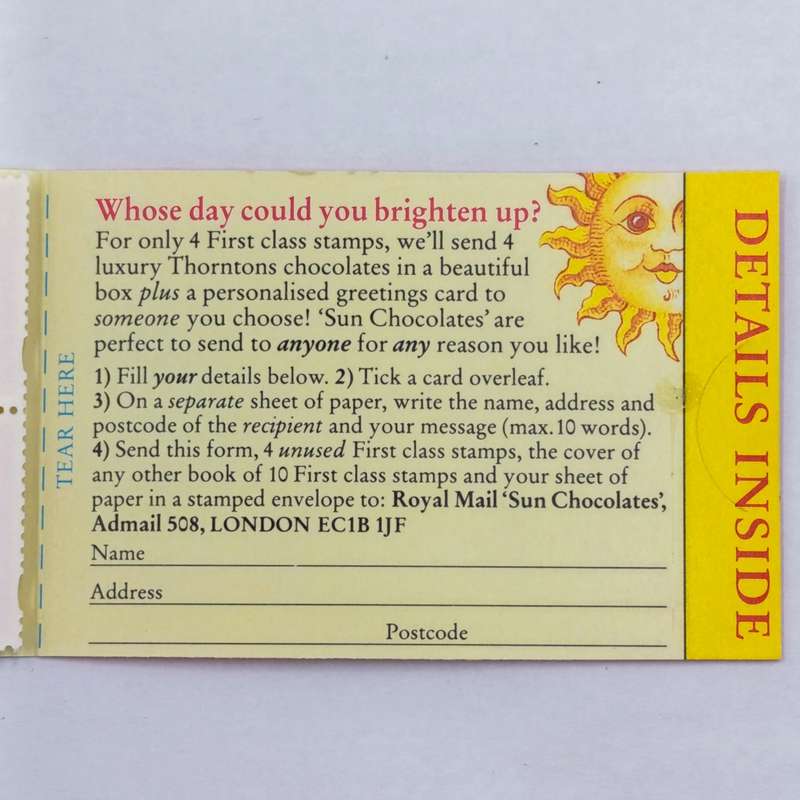 Whose day could you brighten up?
For only 4 First class stamps, we'll send 4
luxury Thorntons chocolates in a beautiful
box plus a personalised greetings card to
someone you choose! 'Sun Chocolates' are
perfect to send to anyone for any reason you like!
1) Fill your details below. 2) Tick a card overleaf.
3) On a separate sheet of paper, write the name, address and
postcode of the recipient and your message (max. 10 words).
4) Send this form, 4 unused First class stamps, the cover of
any other book of 10 First class stamps and your sheet of
paper in a stamped envelope to: Royal Mail 'Sun Chocolates',
Admail 508, LONDON EC1B 1JF
Name
Address
Postcode
TEAR HERE
DETAILS INSIDE